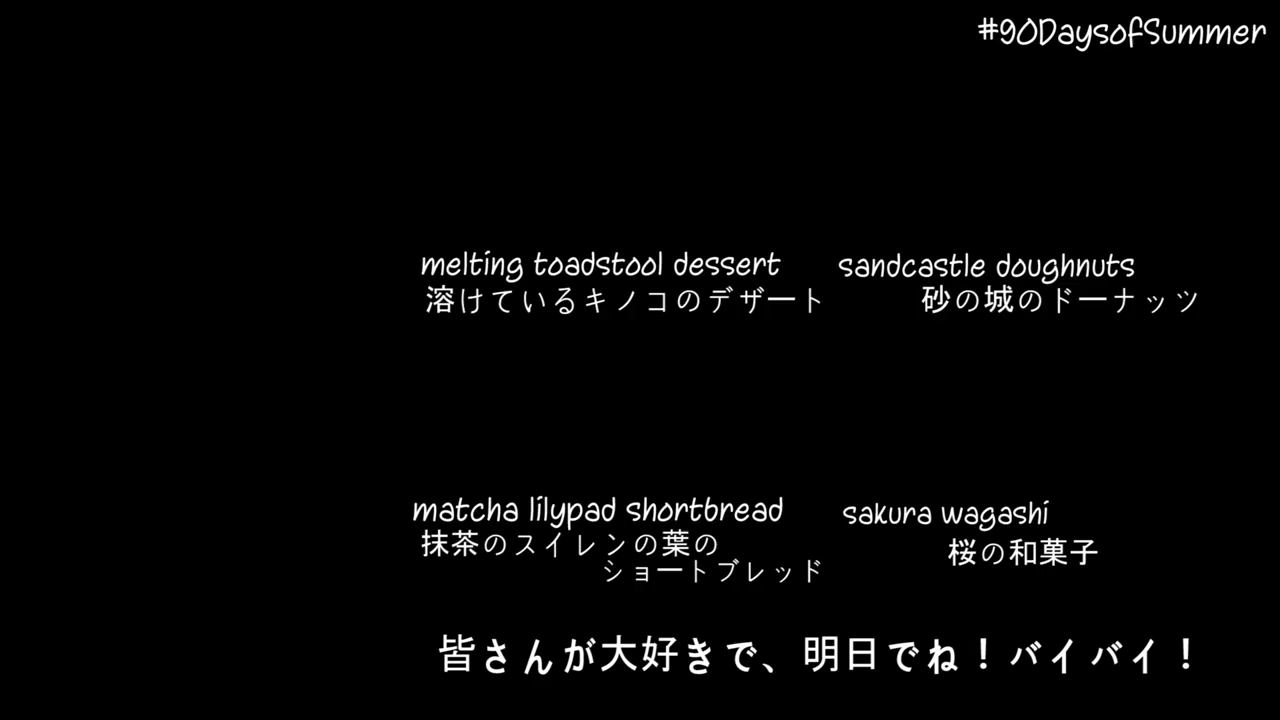 #90DaysofSummer
melting toadstool dessert
溶けているキノコのデザート
sandcastle doughnuts
砂の城のドーナッツ
matcha lilypad shortbread
抹茶のスイレンの葉の
ショートブレッド
sakura wagashi
桜の和菓子
皆さんが大好きで、明日でね！バイバイ！